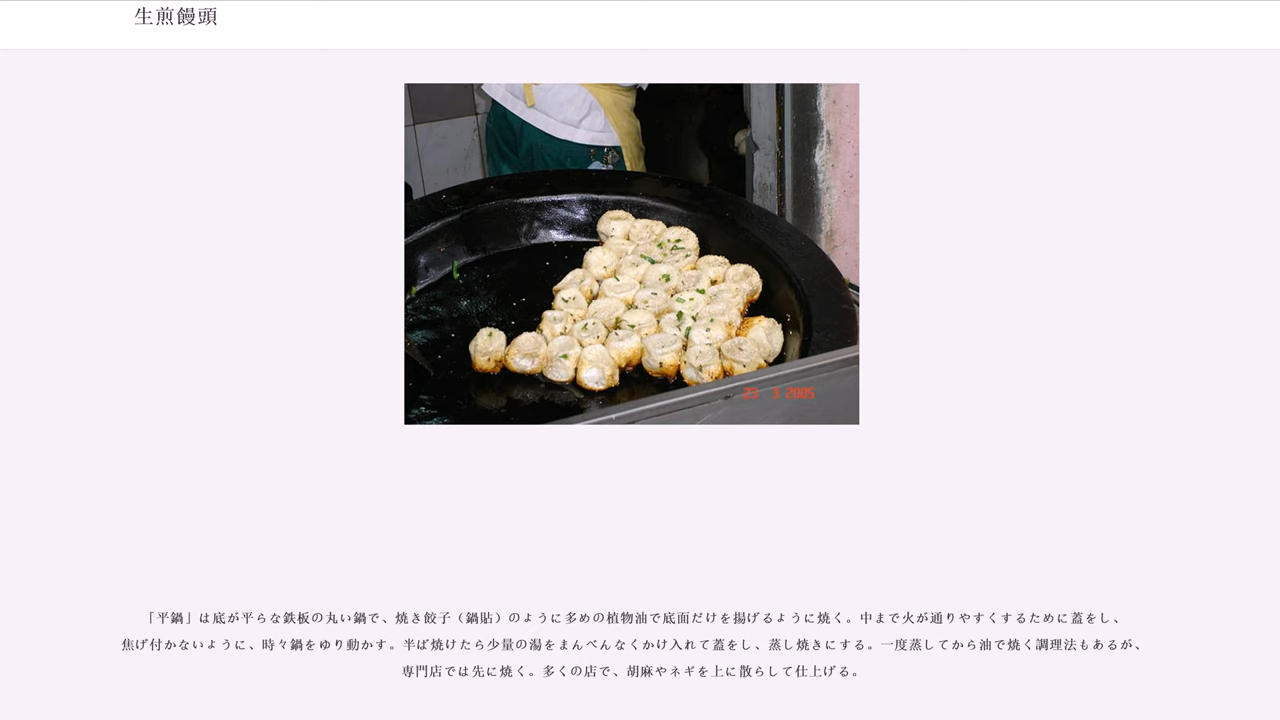 生煎饅頭
23 3 2005
「平鍋」は底が平らな鉄板の丸い鍋で、焼き餃子（鍋貼）のように多めの植物油で底面だけを揚げるように焼く。中まで火が通りやすくするために蓋をし、
焦げ付かないように、時々鍋をゆり動かす。半ば焼けたら少量の湯をまんべんなくかけ入れて蓋をし、蒸し焼きにする。一度蒸してから油で焼く調理法もあるが、
専門店では先に焼く。多くの店で、胡麻やネギを上に散らして仕上げる。